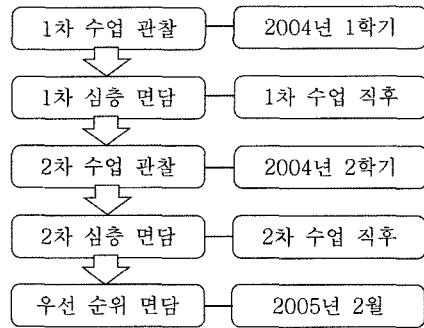 1차 수업 관찰 2004년 1학기
1차 심층 면담 1차 수업 직후
2차 수업 관찰 2004년 2학기
2차 심층 면담 2차 수업 직후
우선 순위 면담 2005년 2월